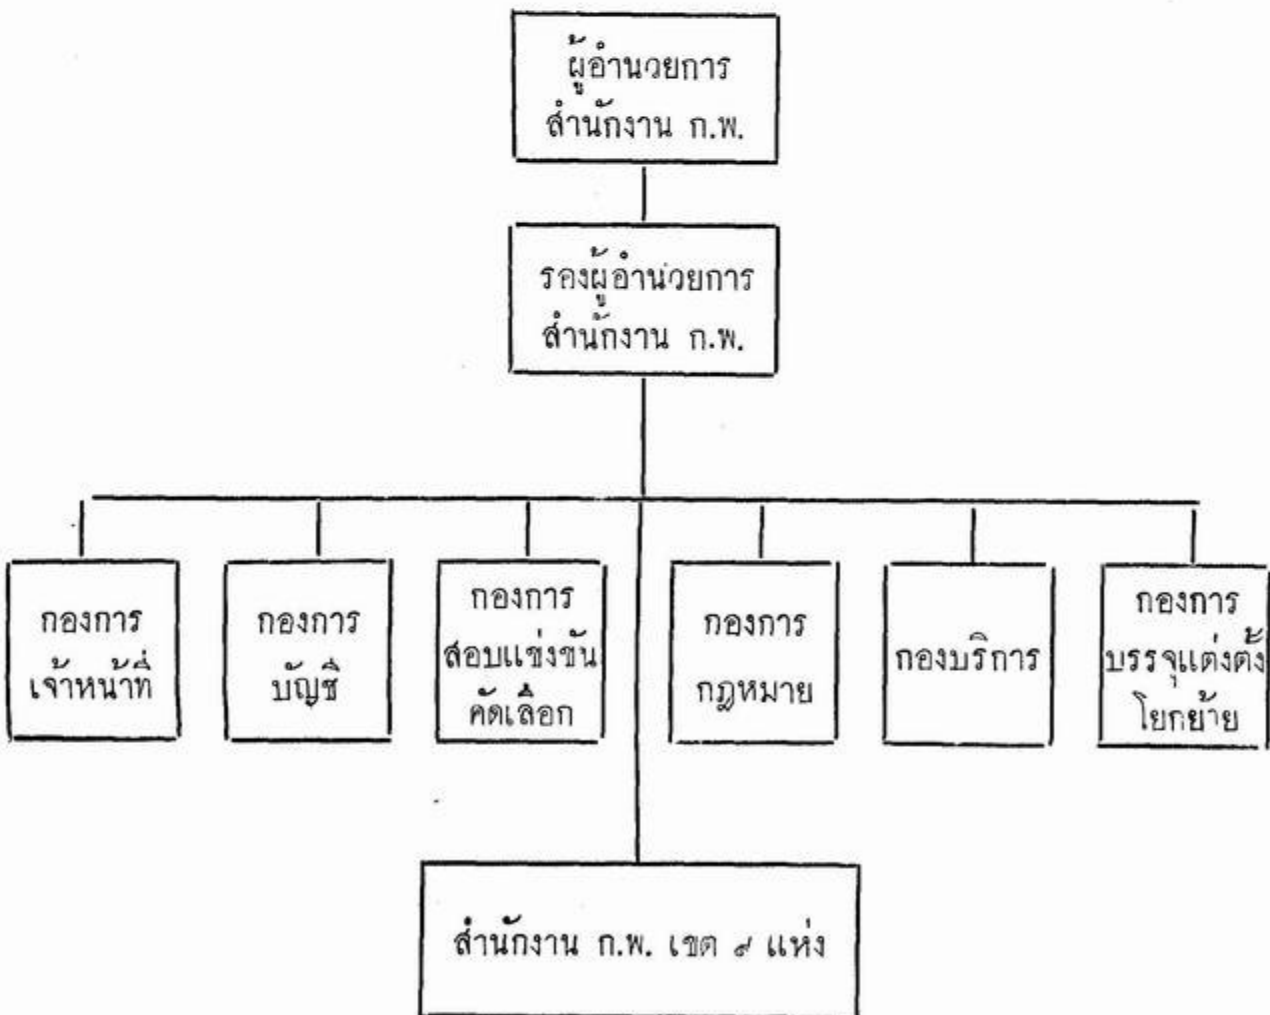 ผู้อำนวยการ
สำนักงาน ก.พ.
รองผู้อำนวยการ
สำนักงาน ก.พ.
กองการ
เจ้าหน้าที่
กองการ
บัญชี
กองการ
สอบแข่งขัน
คัดเลือก
กองการ
กฎหมาย
กองบริการ
กองการ
บรรจุแต่งตั้ง
โยกย้าย
สำนักงาน ก.พ. เขต ๙ แห่ง